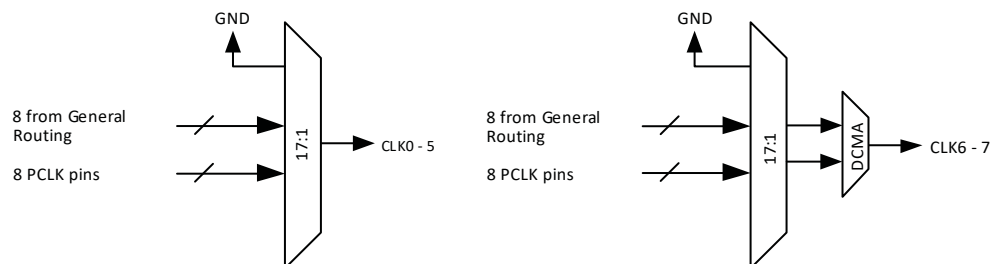 GND
8 from General
Routing
8 PCLK pins
17:1
CLK0 - 5
GND
8 from General
Routing
8 PCLK pins
17:1
DCMA
CLK6 - 7